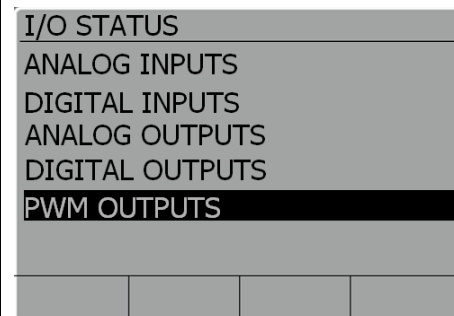 I/O STATUS
ANALOG INPUTS
DIGITAL INPUTS
ANALOG OUTPUTS
DIGITAL OUTPUTS
PWM OUTPUTS